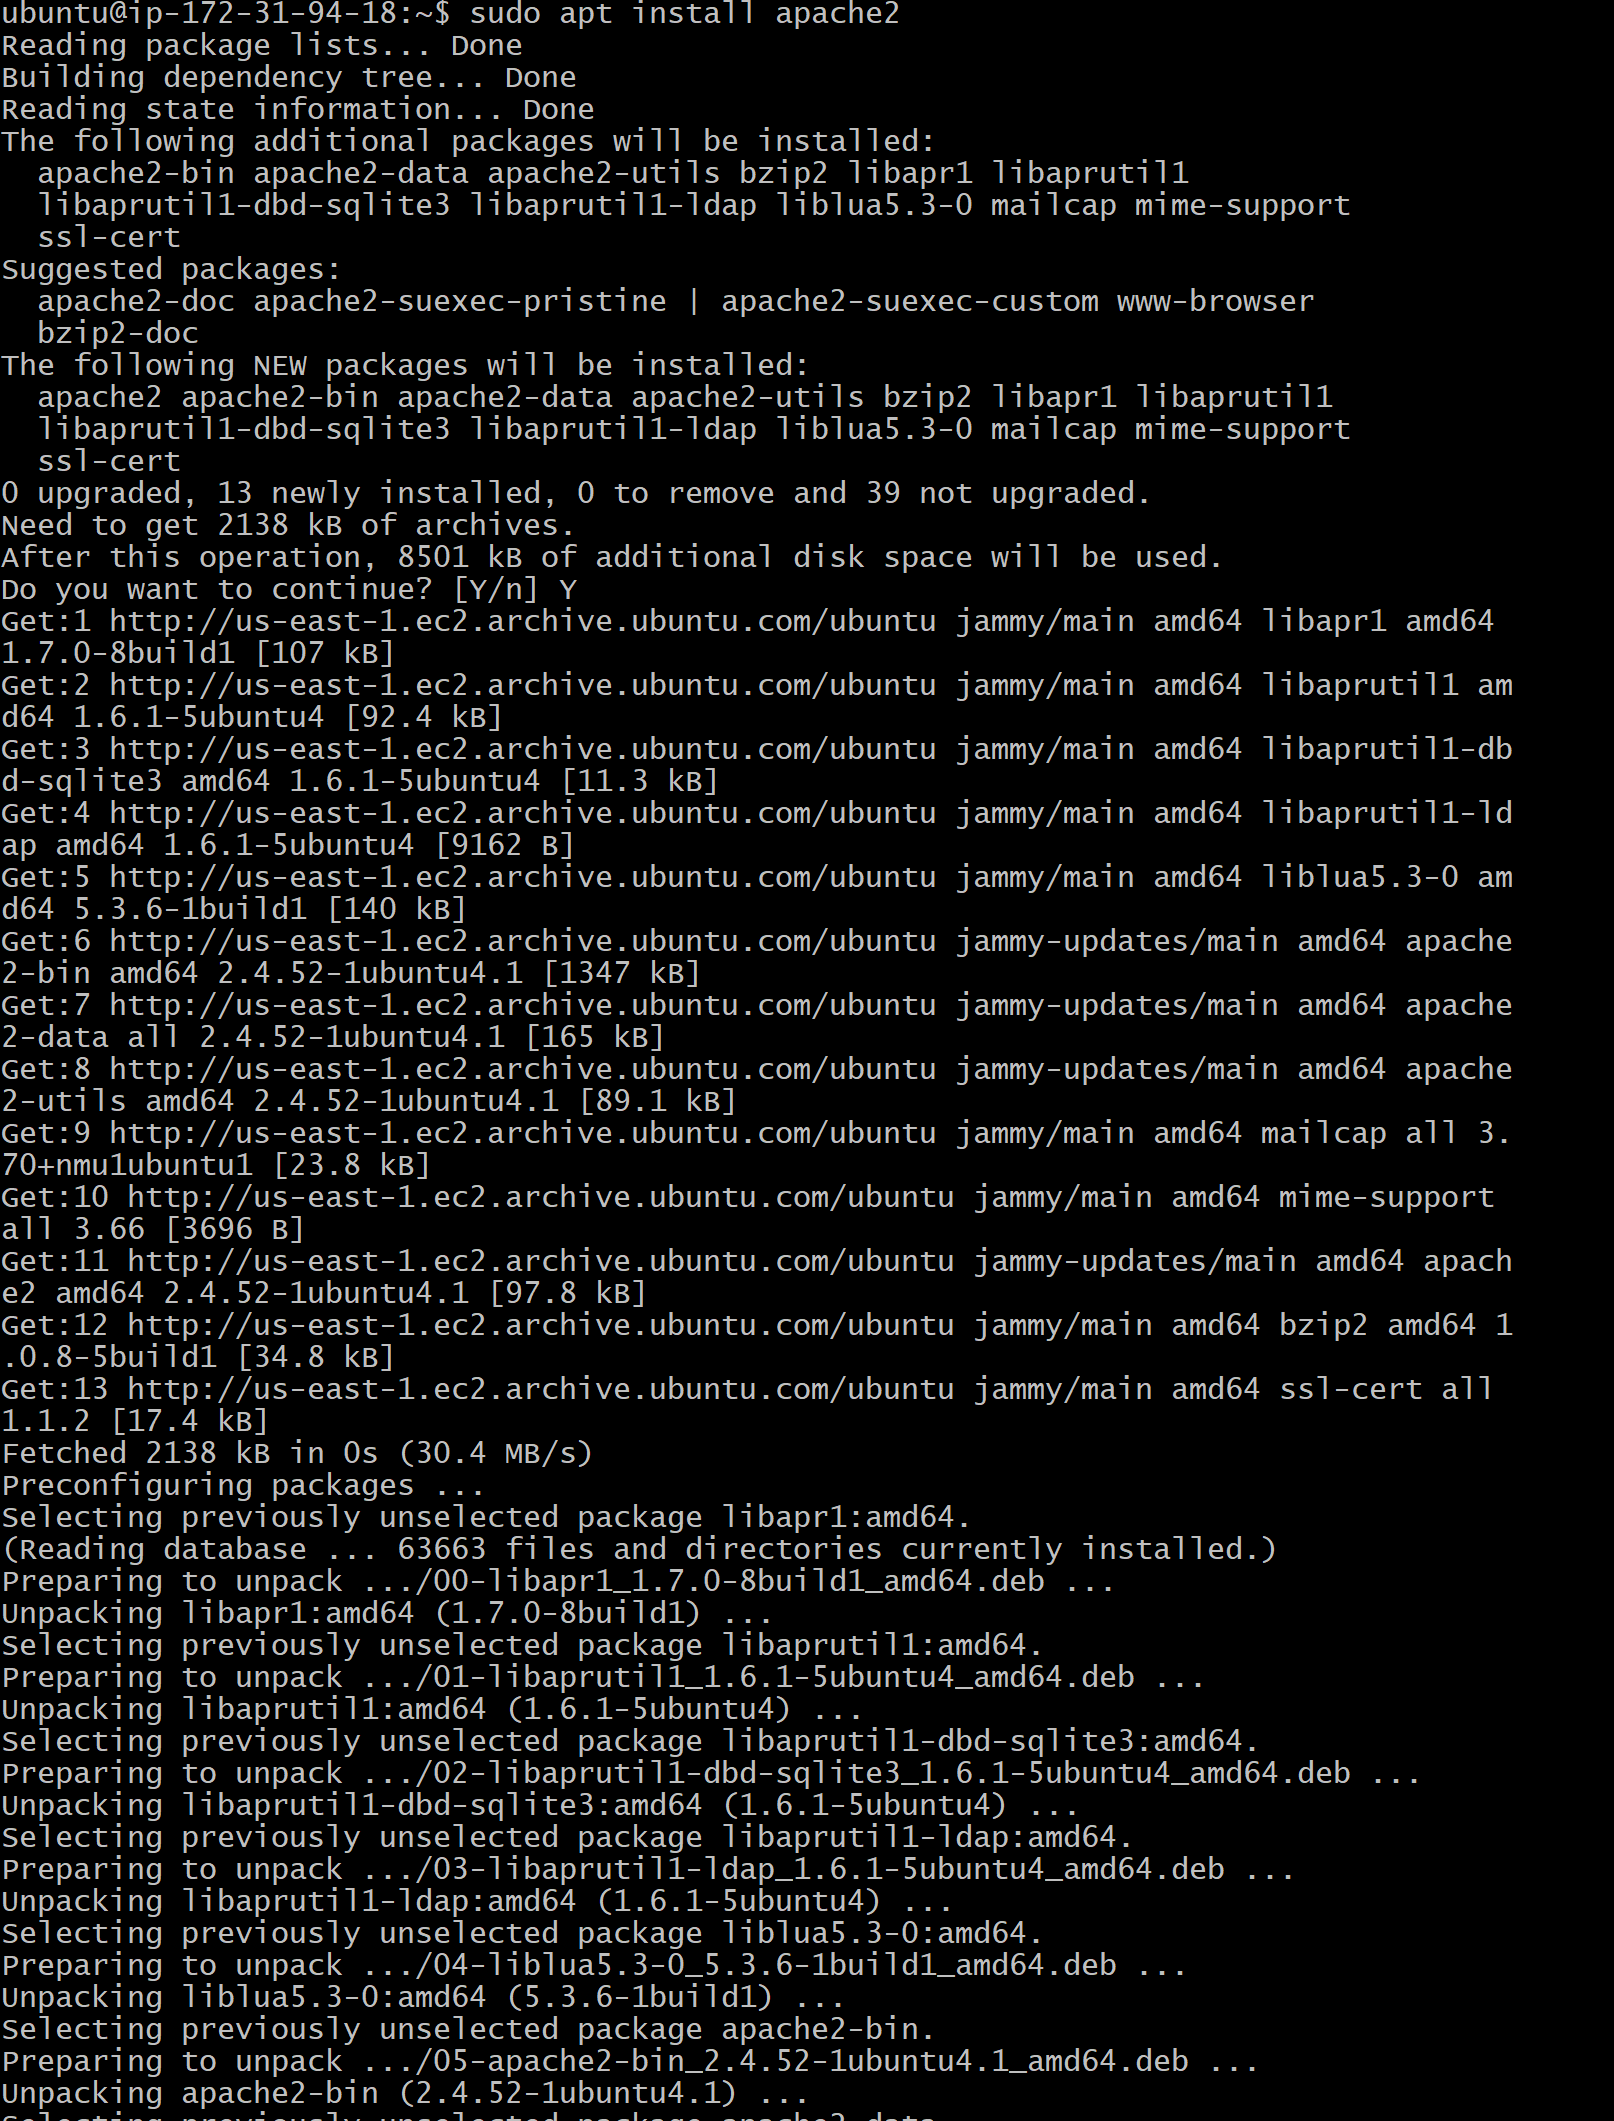 ubuntu@ip-172-31-94-18:~$ sudo apt install apache2
Reading package lists... Done
Building dependency tree... Done
Reading state information... Done
The following additional packages will be installed:
  apache2-bin apache2-data apache2-utils bzip2 libapr1 libaprutil1
  libaprutil1-dbd-sqlite3 libaprutil1-ldap liblua5.3-0 mailcap mime-support
  ssl-cert
Suggested packages:
  apache2-doc apache2-suexec-pristine | apache2-suexec-custom www-browser
  bzip2-doc
The following NEW packages will be installed:
  apache2 apache2-bin apache2-data apache2-utils bzip2 libapr1 libaprutil1
  libaprutil1-dbd-sqlite3 libaprutil1-ldap liblua5.3-0 mailcap mime-support
  ssl-cert
0 upgraded, 13 newly installed, 0 to remove and 39 not upgraded.
Need to get 2138 kB of archives.
After this operation, 8501 kB of additional disk space will be used.
Do you want to continue? [Y/n] Y
Get:1 http://us-east-1.ec2.archive.ubuntu.com/ubuntu jammy/main amd64 libapr1 amd64
1.7.0-8build1 [107 kB]
Get:2 http://us-east-1.ec2.archive.ubuntu.com/ubuntu jammy/main amd64 libaprutil1 am
d64 1.6.1-5ubuntu4 [92.4 kB]
Get:3 http://us-east-1.ec2.archive.ubuntu.com/ubuntu jammy/main amd64 libaprutil1-db
d-sqlite3 amd64 1.6.1-5ubuntu4 [11.3 kB]
Get:4 http://us-east-1.ec2.archive.ubuntu.com/ubuntu jammy/main amd64 libaprutil1-ld
ap amd64 1.6.1-5ubuntu4 [9162 B]
Get:5 http://us-east-1.ec2.archive.ubuntu.com/ubuntu jammy/main amd64 liblua5.3-0 am
d64 5.3.6-1build1 [140 kB]
Get:6 http://us-east-1.ec2.archive.ubuntu.com/ubuntu jammy-updates/main amd64 apache
2-bin amd64 2.4.52-1ubuntu4.1 [1347 kB]
Get:7 http://us-east-1.ec2.archive.ubuntu.com/ubuntu jammy-updates/main amd64 apache
2-data all 2.4.52-1ubuntu4.1 [165 kB]
Get:8 http://us-east-1.ec2.archive.ubuntu.com/ubuntu jammy-updates/main amd64 apache
2-utils amd64 2.4.52-1ubuntu4.1 [89.1 kB]
Get:9 http://us-east-1.ec2.archive.ubuntu.com/ubuntu jammy/main amd64 mailcap all 3.
70+nmu1ubuntu1 [23.8 kB]
Get:10 http://us-east-1.ec2.archive.ubuntu.com/ubuntu jammy/main amd64 mime-support
all 3.66 [3696 B]
Get:11 http://us-east-1.ec2.archive.ubuntu.com/ubuntu jammy-updates/main amd64 apach
e2 amd64 2.4.52-1ubuntu4.1 [97.8 kB]
Get:12 http://us-east-1.ec2.archive.ubuntu.com/ubuntu jammy/main amd64 bzip2 amd64 1
.0.8-5build1 [34.8 kB]
Get:13 http://us-east-1.ec2.archive.ubuntu.com/ubuntu jammy/main amd64 ssl-cert all
1.1.2 [17.4 kB]
Fetched 2138 kB in 0s (30.4 MB/s)
Preconfiguring packages ...
Selecting previously unselected package libapr1:amd64.
(Reading database ... 63663 files and directories currently installed.)
Preparing to unpack .../00-libapr1_1.7.0-8build1_amd64.deb ...
Unpacking libapr1:amd64 (1.7.0-8build1) ...
Selecting previously unselected package libaprutil1:amd64.
Preparing to unpack .../01-libaprutil1_1.6.1-5ubuntu4_amd64.deb ...
Unpacking libaprutil1:amd64 (1.6.1-5ubuntu4) ...
Selecting previously unselected package libaprutil1-dbd-sqlite3:amd64.
Preparing to unpack .../02-libaprutil1-dbd-sqlite3_1.6.1-5ubuntu4_amd64.deb ...
Unpacking libaprutil1-dbd-sqlite3:amd64 (1.6.1-5ubuntu4) ...
Selecting previously unselected package libaprutil1-ldap:amd64.
Preparing to unpack .../03-libaprutil1-ldap_1.6.1-5ubuntu4_amd64.deb ...
Unpacking libaprutil1-ldap:amd64 (1.6.1-5ubuntu4) ...
Selecting previously unselected package liblua5.3-0:amd64.
Preparing to unpack .../04-liblua5.3-0_5.3.6-1build1_amd64.deb ...
Unpacking liblua5.3-0:amd64 (5.3.6-1build1) ...
Selecting previously unselected package apache2-bin.
Preparing to unpack .../05-apache2-bin_2.4.52-1ubuntu4.1_amd64.deb ...
Unpacking apache2-bin (2.4.52-1ubuntu4.1) ...
Selecting previously unselected package apache2-data